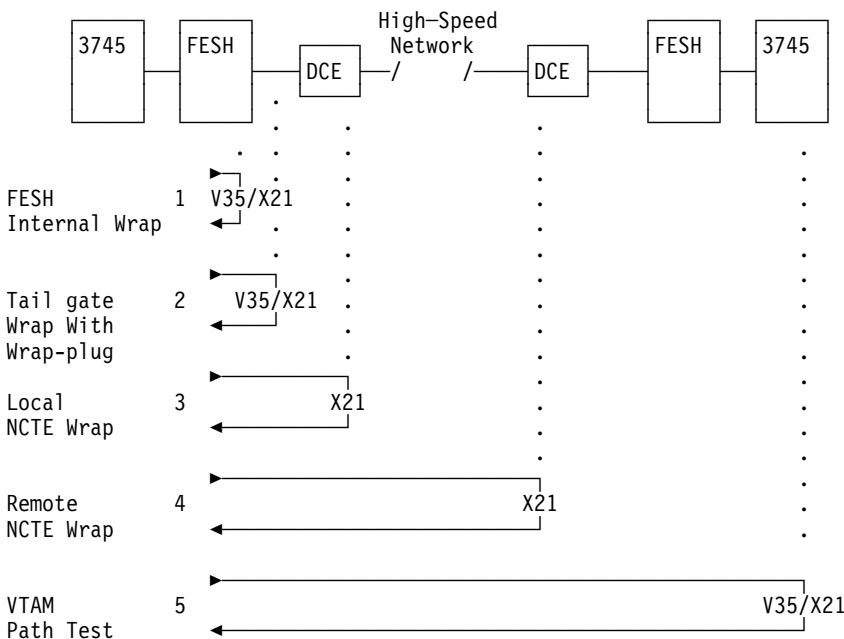 High–Speed
3745 FESH Network FESH 3745
DCE / / DCE
FESH 1 V35/X21
Internal Wrap
Tail gate 2 V35/X21
Wrap With
Wrap-plug
Local 3 X21
NCTE Wrap
Remote 4 X21
NCTE Wrap
VTAM 5 V35/X21
Path Test